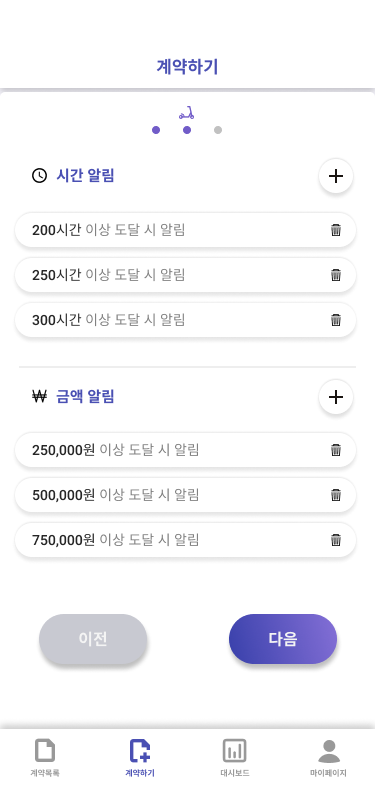 계약하기
시간 알림
200시간 이상 도달 시 알림
250시간 이상 도달 시 알림
300시간 이상 도달 시 알림
₩ 금액 알림
250,000원 이상 도달 시 알림
500,000원 이상 도달 시 알림
750,000원 이상 도달 시 알림
이전 다음
계약목록 계약하기 대시보드 마이페이지